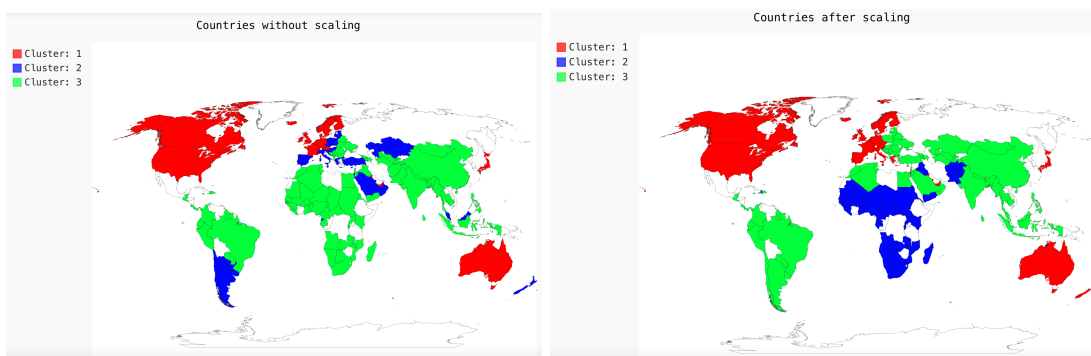 Countries without scaling
Cluster: 1
Cluster: 2
Cluster: 3
Countries after scaling
Cluster: 1
Cluster: 2
Cluster: 3